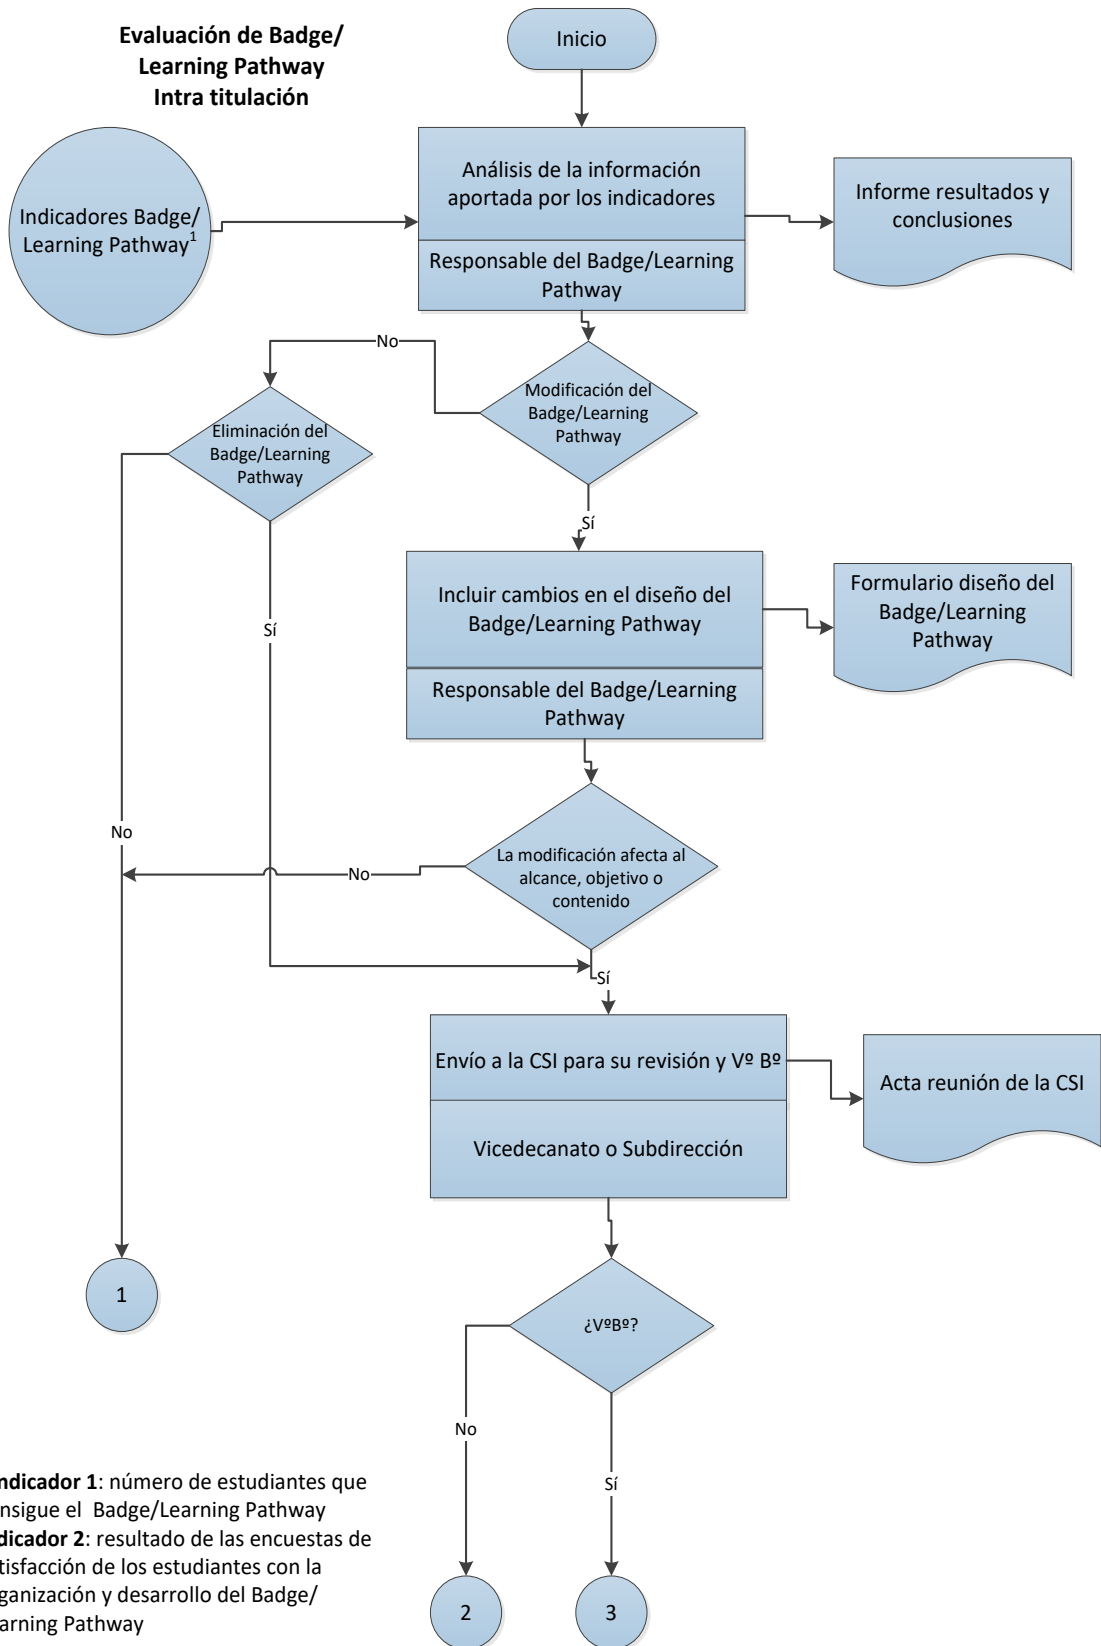 Evaluación de Badge/
Learning Pathway
Intra titulación
Inicio
Indicadores Badge/
Learning Pathway1
Análisis de la información
aportada por los indicadores
Responsable del Badge/Learning
Pathway
Informe resultados y
conclusiones
No
Modificación del
Badge/Learning
Pathway
Eliminación del
Badge/Learning
Pathway
Sí
Incluir cambios en el diseño del
Badge/Learning Pathway
Responsable del Badge/Learning
Pathway
Formulario diseño del
Badge/Learning
Pathway
Sí
No
No
La modificación afecta al
alcance, objetivo o
contenido
Sí
Envío a la CSI para su revisión y Vº Bº
Vicedecanato o Subdirección
Acta reunión de la CSI
1
¿VºBº?
No
Sí
ndicador 1: número de estudiantes que
nsigue el Badge/Learning Pathway
dicador 2: resultado de las encuestas de
tisfacción de los estudiantes con la
ganización y desarrollo del Badge/
arning Pathway
2
3